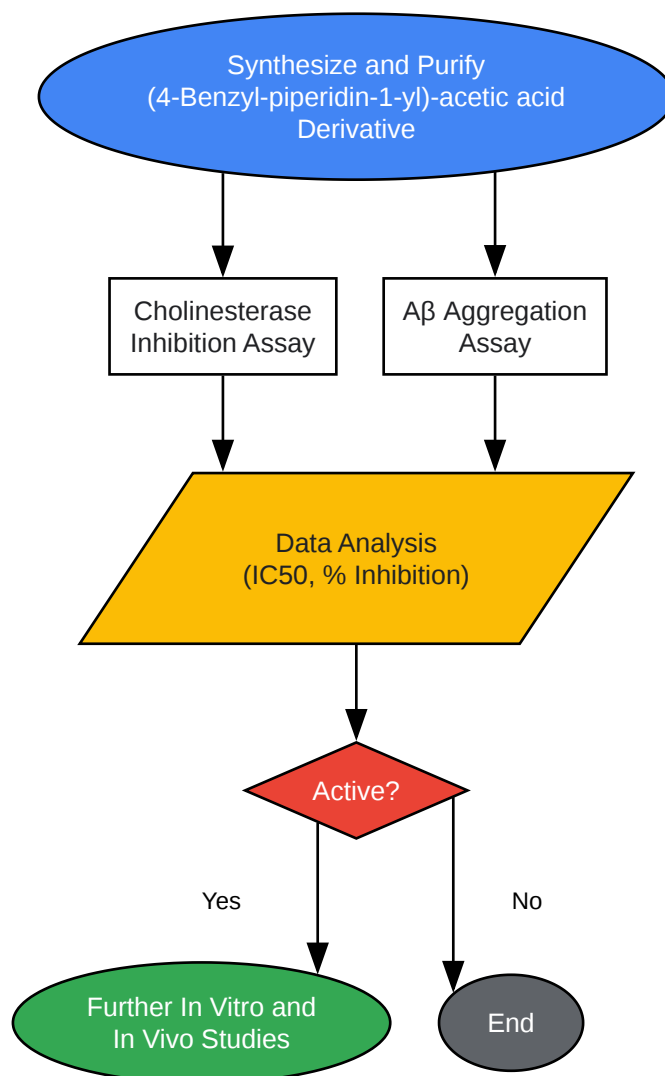 Synthesize and Purify
(4-Benzyl-piperidin-1-yl)-acetic acid
Derivative
Cholinesterase
Inhibition Assay
Aβ Aggregation
Assay
Data Analysis
(IC50, % Inhibition)
Active?
Yes
No
Further In Vitro and
In Vivo Studies
End